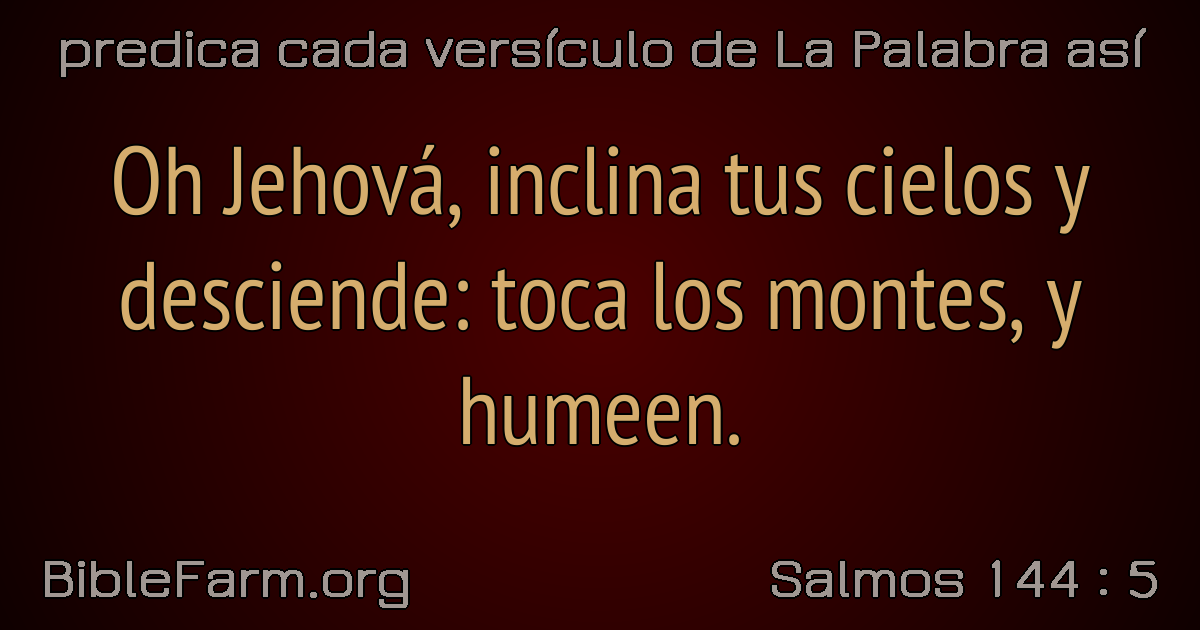 predica cada versículo de La Palabra así
Oh Jehová, inclina tus cielos y
desciende: toca los montes, y
humeen.
BibleFarm.org
Salmos 144 : 5